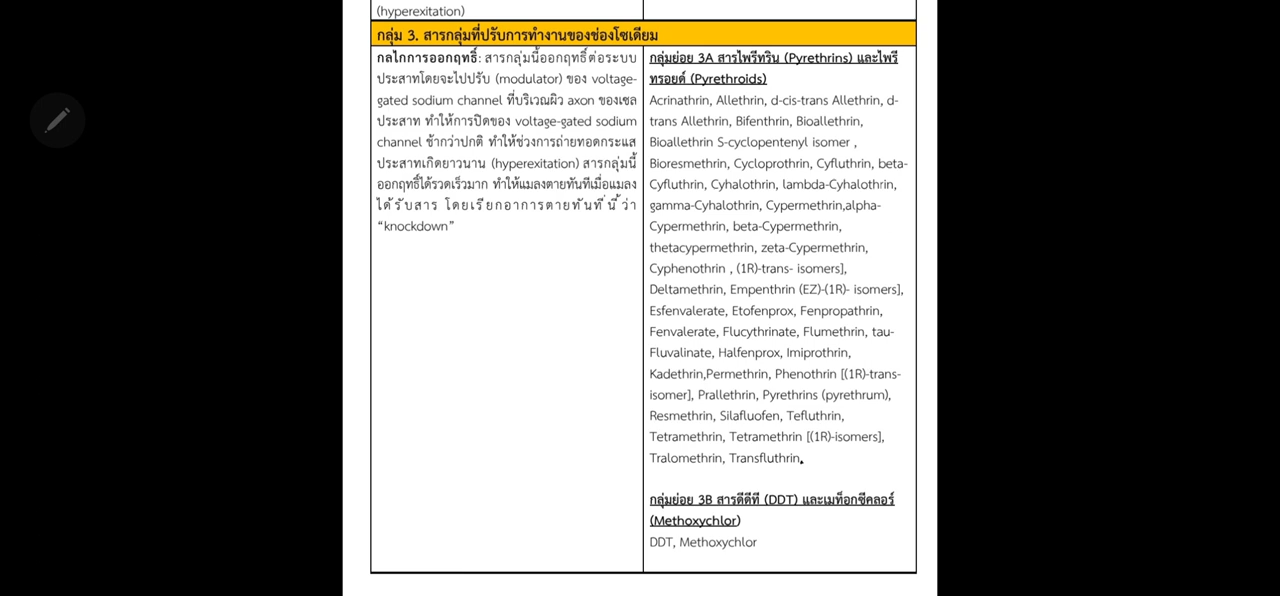 (hyperexitation)
กลุ่ม 3. สารกลุ่มที่ปรับการทำงานของช่องโซเดียม
กลไกการออกฤทธิ์: สารกลุ่มนี้ออกฤทธิ์ต่อระบบ
ประสาทโดยจะไปปรับ (modulator) ของ voltage-
gated sodium channel ที่บริเวณผิว axon ของเซล
ประสาท ทำให้การปิดของ voltage-gated sodium
channel ช้ากว่าปกติ ทำให้ช่วงการถ่ายทอดกระแส
ประสาทเกิดยาวนาน (hyperexitation) สารกลุ่มนี้
ออกฤทธิ์ได้รวดเร็วมาก ทำให้แมลงตายทันทีเมื่อแมลง
ได้รับสาร โดยเรียกอาการตายทันที่นี้ว่า
“knockdown”
กลุ่มย่อย 3A สารไพรีทริน (Pyrethrins) และไพรี
ทรอยด์ (Pyrethroids)
Acrinathrin, Allethrin, d-cis-trans Allethrin, d-
trans Allethrin, Bifenthrin, Bioallethrin,
Bioallethrin S-cyclopentenyl isomer ,
Bioresmethrin, Cycloprothrin, Cyfluthrin, beta-
Cyfluthrin, Cyhalothrin, lambda-Cyhalothrin,
gamma-Cyhalothrin, Cypermethrin,alpha-
Cypermethrin, beta-Cypermethrin,
thetacypermethrin, zeta-Cypermethrin,
Cyphenothrin , (1R)-trans- isomers],
Deltamethrin, Empenthrin (EZ)-(1R)- isomers],
Esfenvalerate, Etofenprox, Fenpropathrin,
Fenvalerate, Flucythrinate, Flumethrin, tau-
Fluvalinate, Halfenprox, Imiprothrin,
Kadethrin,Permethrin, Phenothrin [(1R)-trans-
isomer], Prallethrin, Pyrethrins (pyrethrum),
Resmethrin, Silafluofen, Tefluthrin,
Tetramethrin, Tetramethrin [(1R)-isomers],
Tralomethrin, Transfluthrin.
กลุ่มย่อย 3B สารดีดีที (DDT) และเมท็อกซีคลอร์
(Methoxychlor)
DDT, Methoxychlor